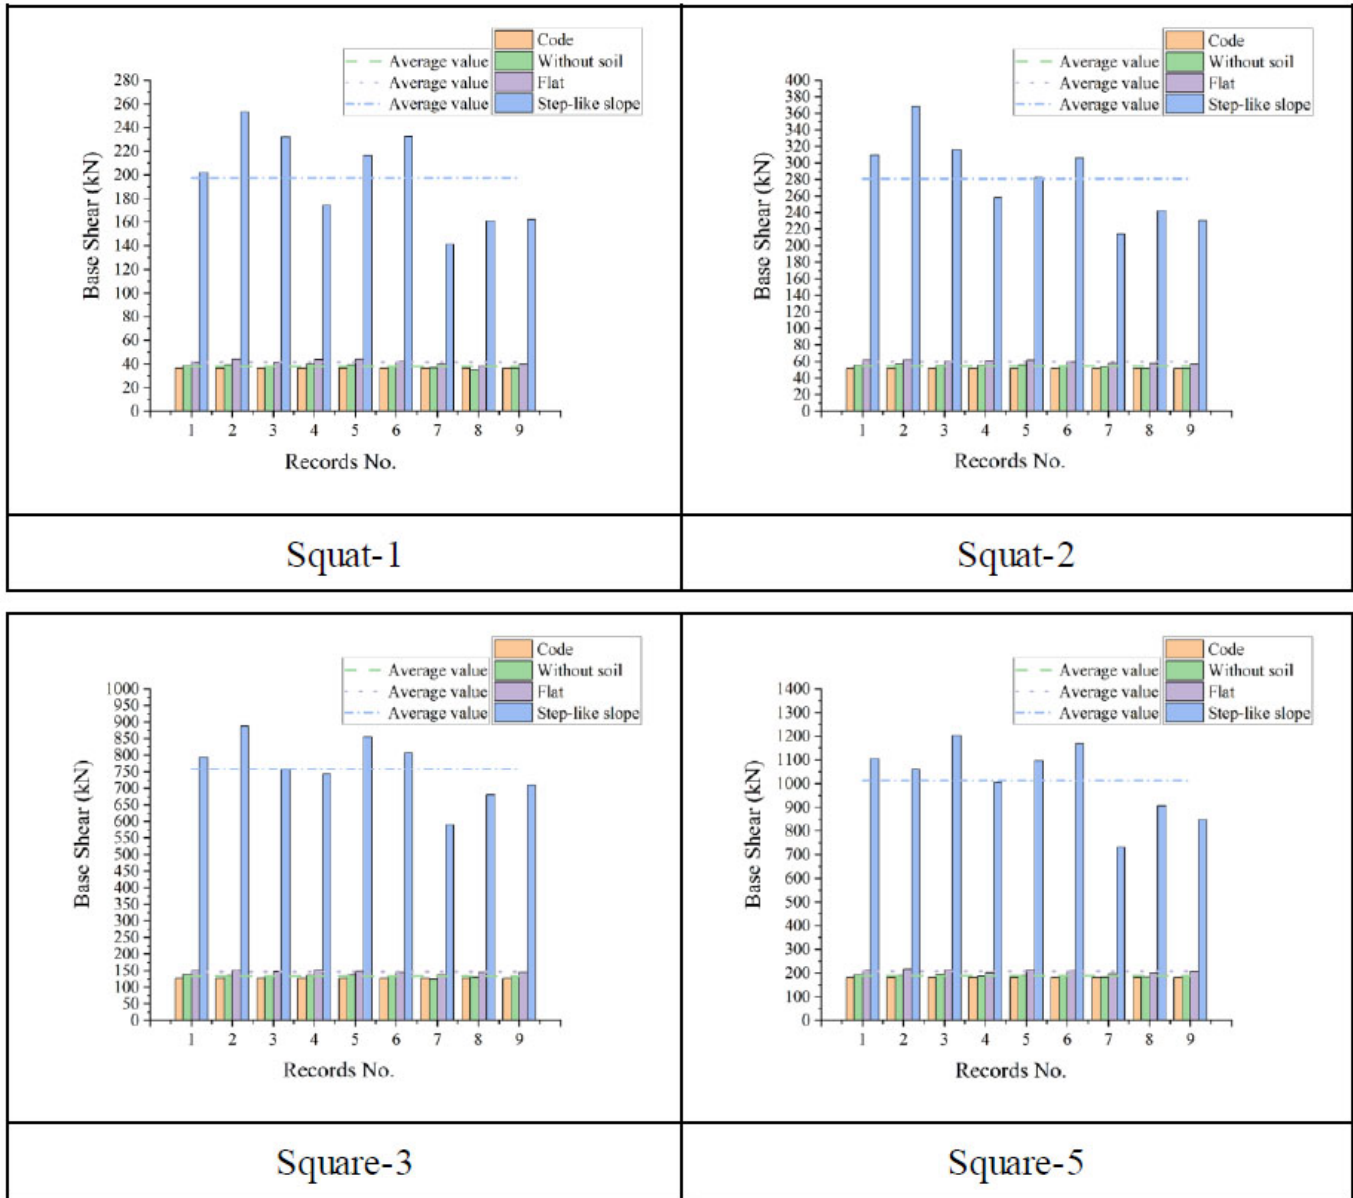 Code
Average value Without soil
Average value Flat
Average value Step-like slope
280
260
240
220
200
180
160
140
120
100
80
60
40
20
0
Base Shear (kN)
1 2 3 4 5 6 7 8 9
Records No.
Squat-1
Code
Average value Without soil
Average value Flat
Average value Step-like slope
400
380
360
340
320
300
280
260
240
220
200
180
160
140
120
100
80
60
40
20
0
Base Shear (kN)
1 2 3 4 5 6 7 8 9
Records No.
Squat-2
Code
Average value Without soil
Average value Flat
Average value Step-like slope
1000
950
900
850
800
750
700
650
600
550
500
450
400
350
300
250
200
150
100
50
0
Base Shear (kN)
1 2 3 4 5 6 7 8 9
Records No.
Square-3
Code
Average value Without soil
Average value Flat
Average value Step-like slope
1400
1300
1200
1100
1000
900
800
700
600
500
400
300
200
100
0
Base Shear (kN)
1 2 3 4 5 6 7 8 9
Records No.
Square-5